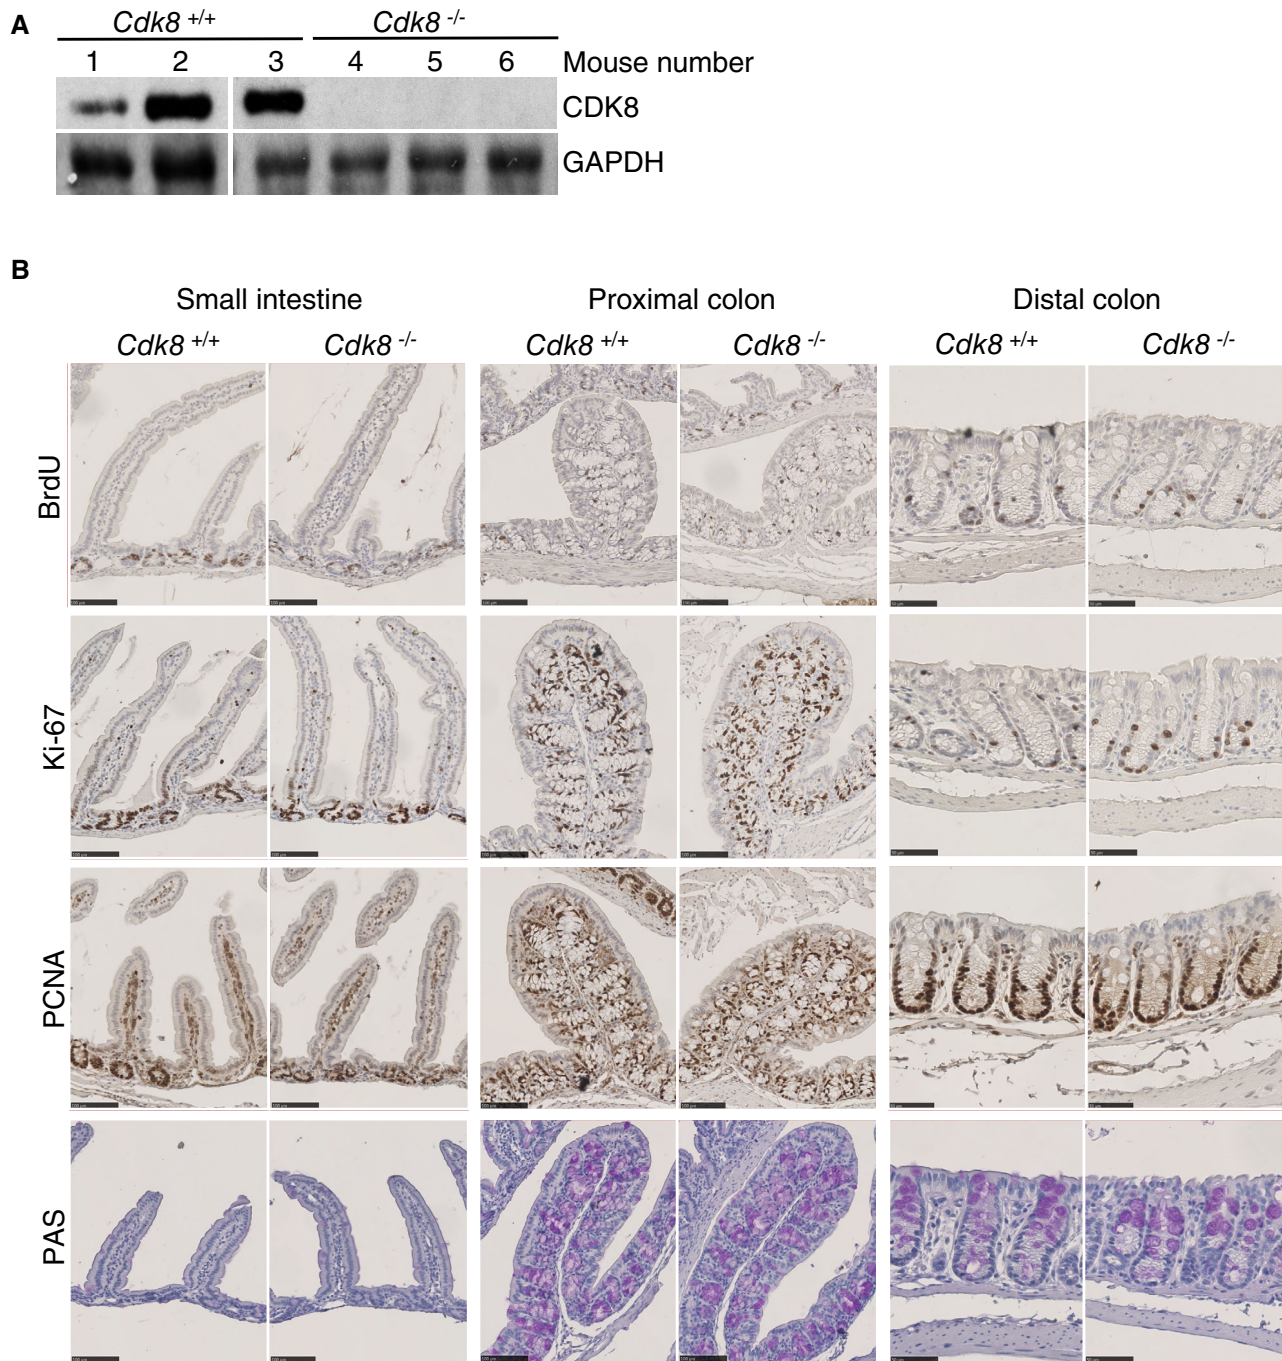 A
Cdk8 +/+ Cdk8 -/-
1 2 3 4 5 6 Mouse number
CDK8
GAPDH
B
Small intestine Proximal colon Distal colon
Cdk8 +/+ Cdk8 -/- Cdk8 +/+ Cdk8 -/- Cdk8 +/+ Cdk8 -/-
BrdU
Ki-67
PCNA
PAS